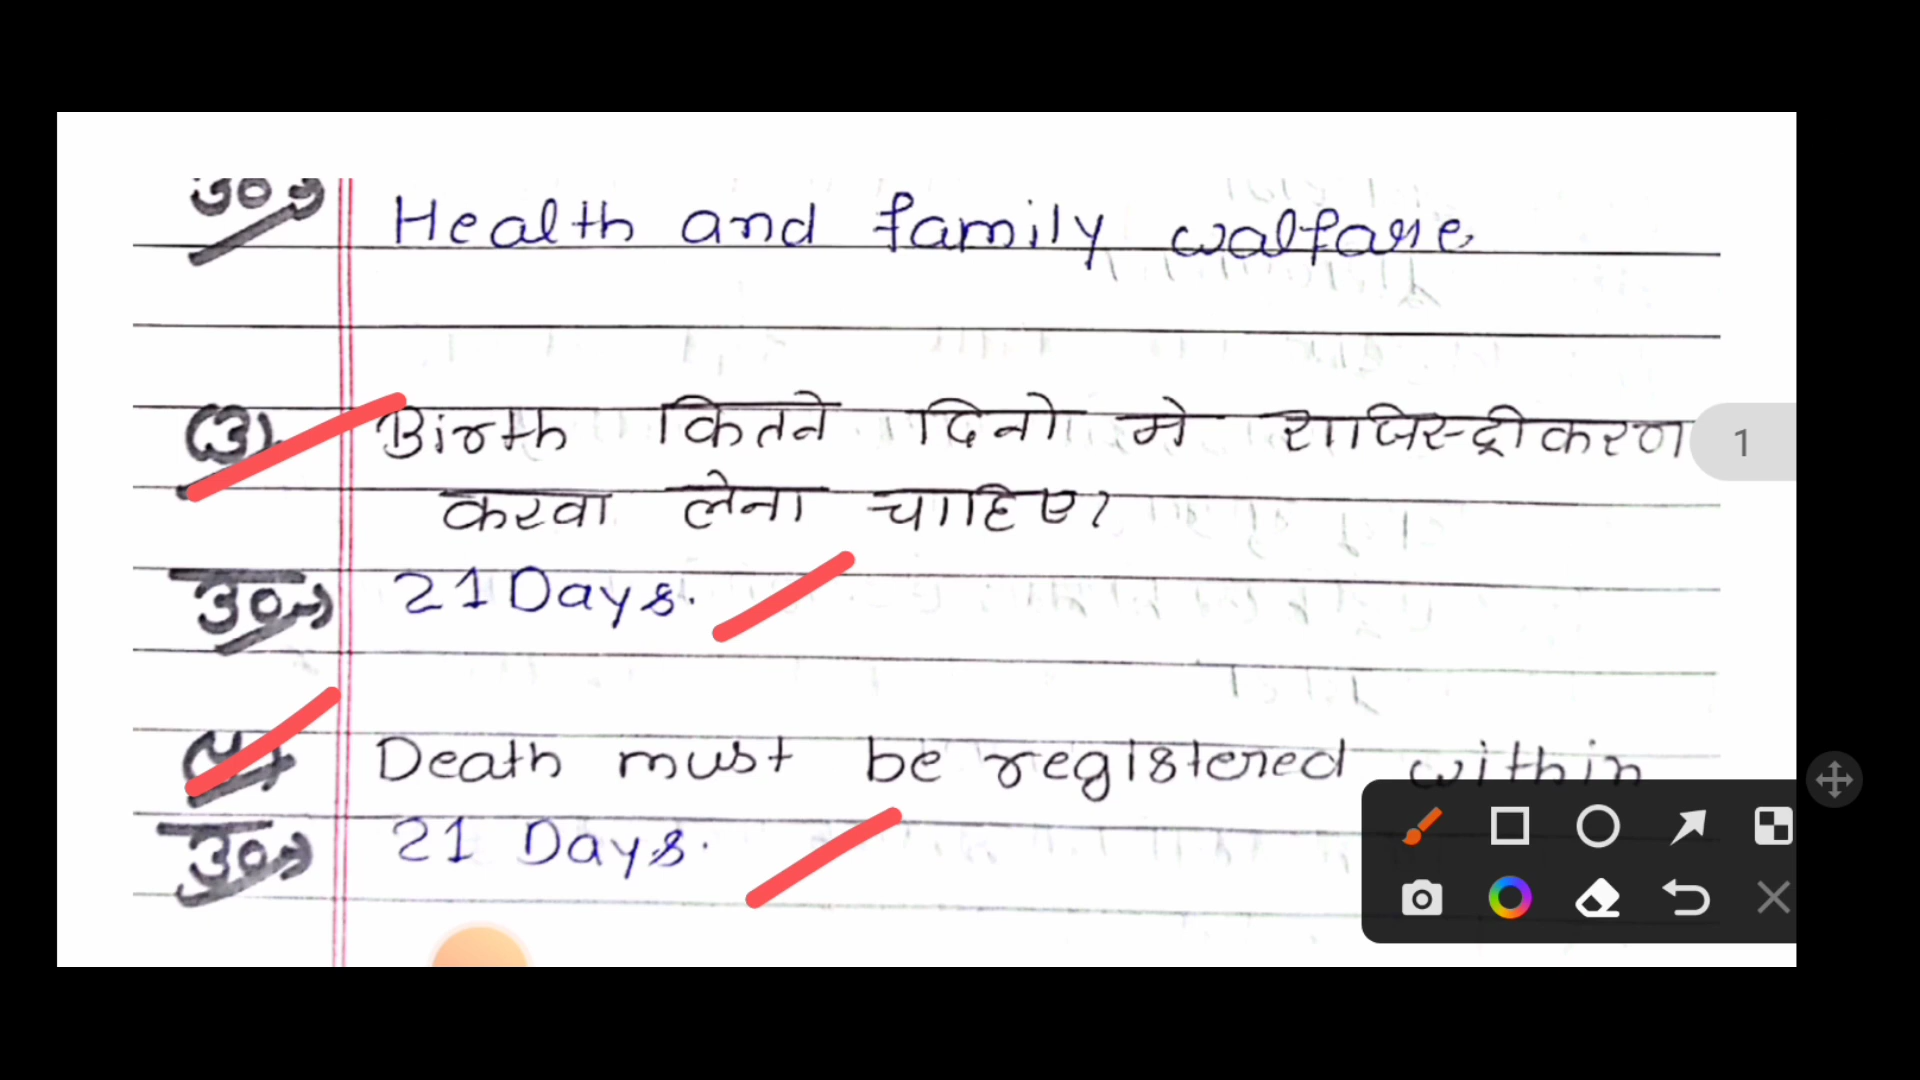 उ०→ Health and family walfare
(3) Birth कितने दिनो मे राजिस्ट्रीकरण
करवा लेना चाहिए?
उ०→ 21 Days.
(4) Death must be registered within
उ०→ 21 Days.
1